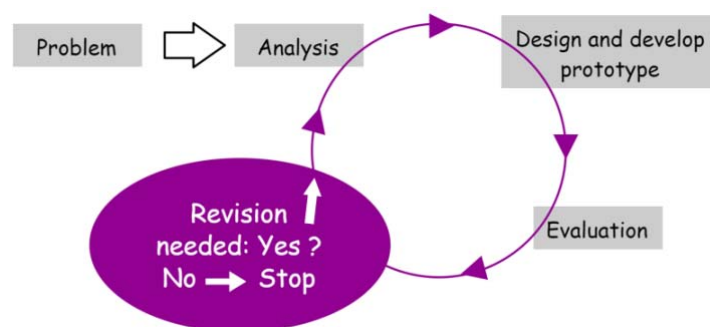 Problem
Analysis
Design and develop
prototype
Evaluation
Revision
needed: Yes ?
No Stop